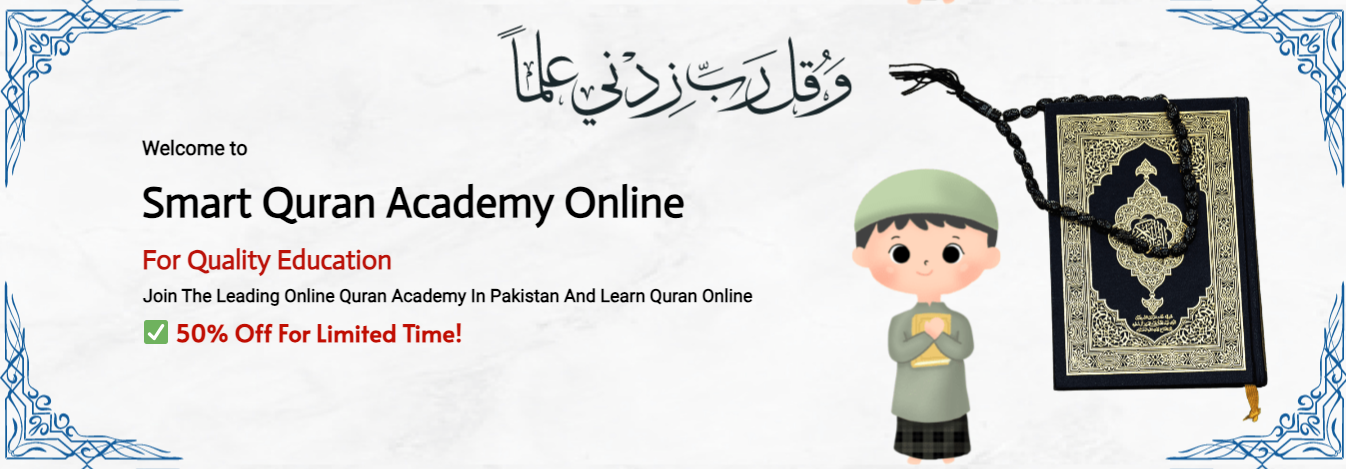 وَقُل رَبِّ زِدْنِي عِلْماً
Welcome to
Smart Quran Academy Online
For Quality Education
Join The Leading Online Quran Academy In Pakistan And Learn Quran Online
✅ 50% Off For Limited Time!